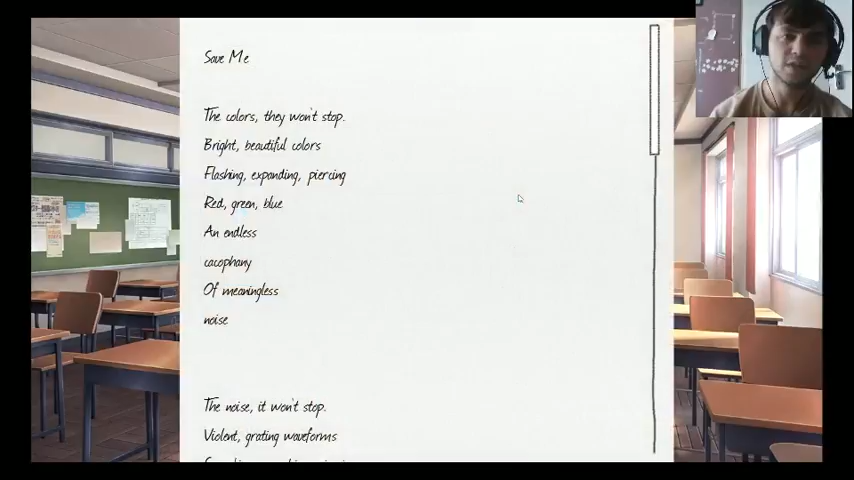 Save Me
The colors, they won't stop.
Bright, beautiful colors
Flashing, expanding, piercing
Red, green, blue
An endless
cacophany
Of meaningless
noise
The noise, it won't stop.
Violent, grating waveforms